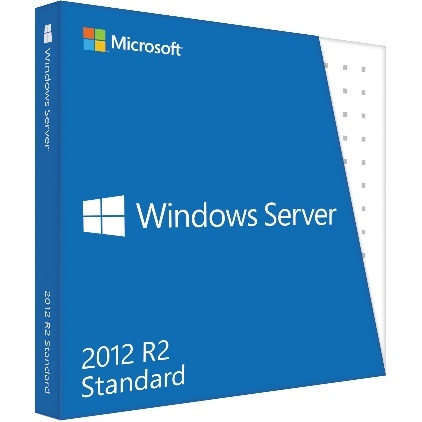 Microsoft
Windows Server
2012 R2
Standard
Windows Server
2012 R2 Standard